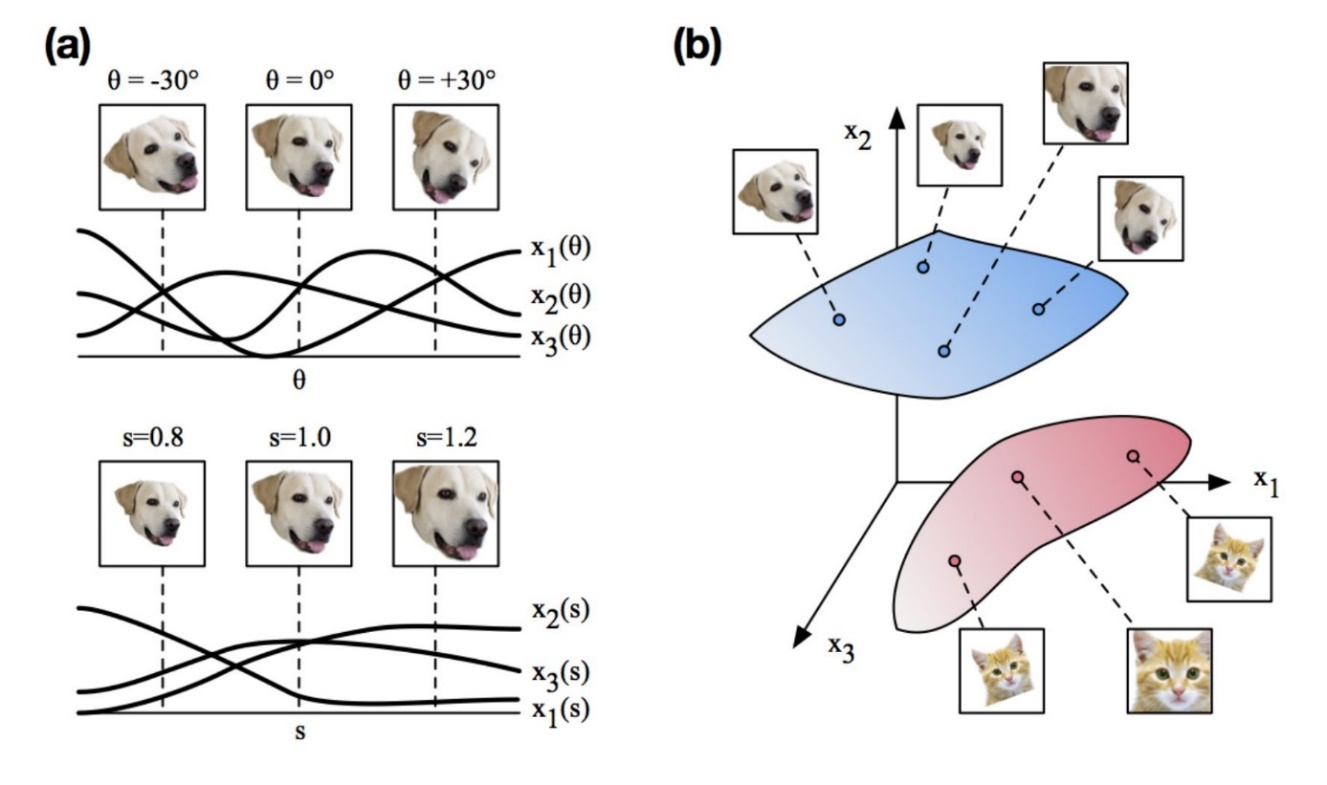 (a)
θ = -30° θ = 0° θ = +30°
x1(θ)
x2(θ)
x3(θ)
θ
s=0.8 s=1.0 s=1.2
x2(s)
x3(s)
x1(s)
s
(b)
x2
x1
x3